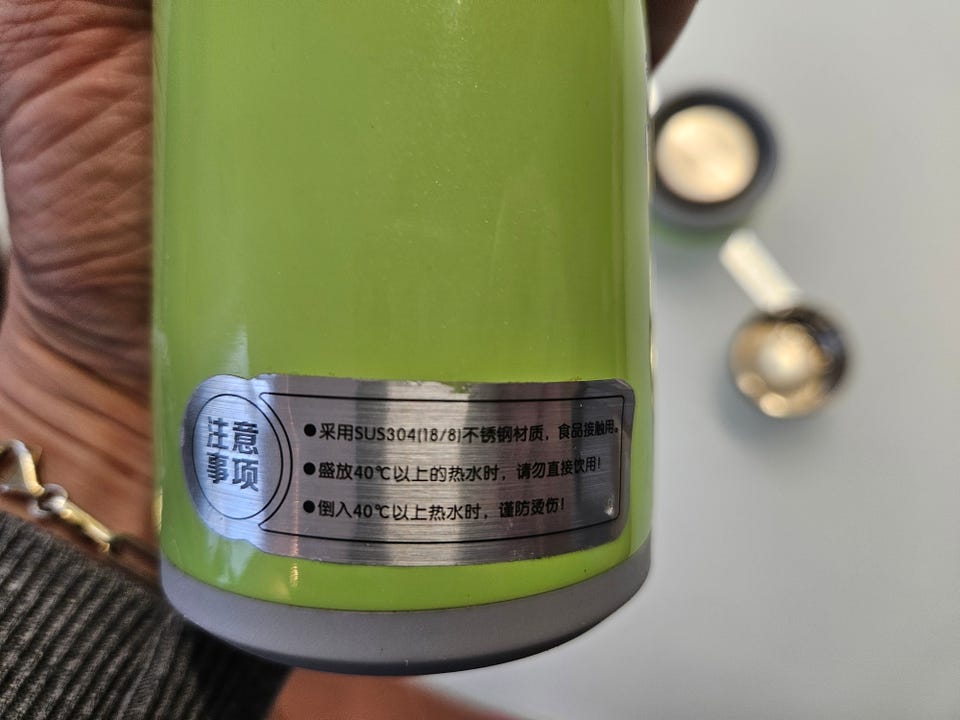 注意
事项
●采用SUS304(18/8)不锈钢材质，食品接触用。
●盛放40℃以上的热水时，请勿直接饮用！
●倒入40℃以上热水时，谨防烫伤！